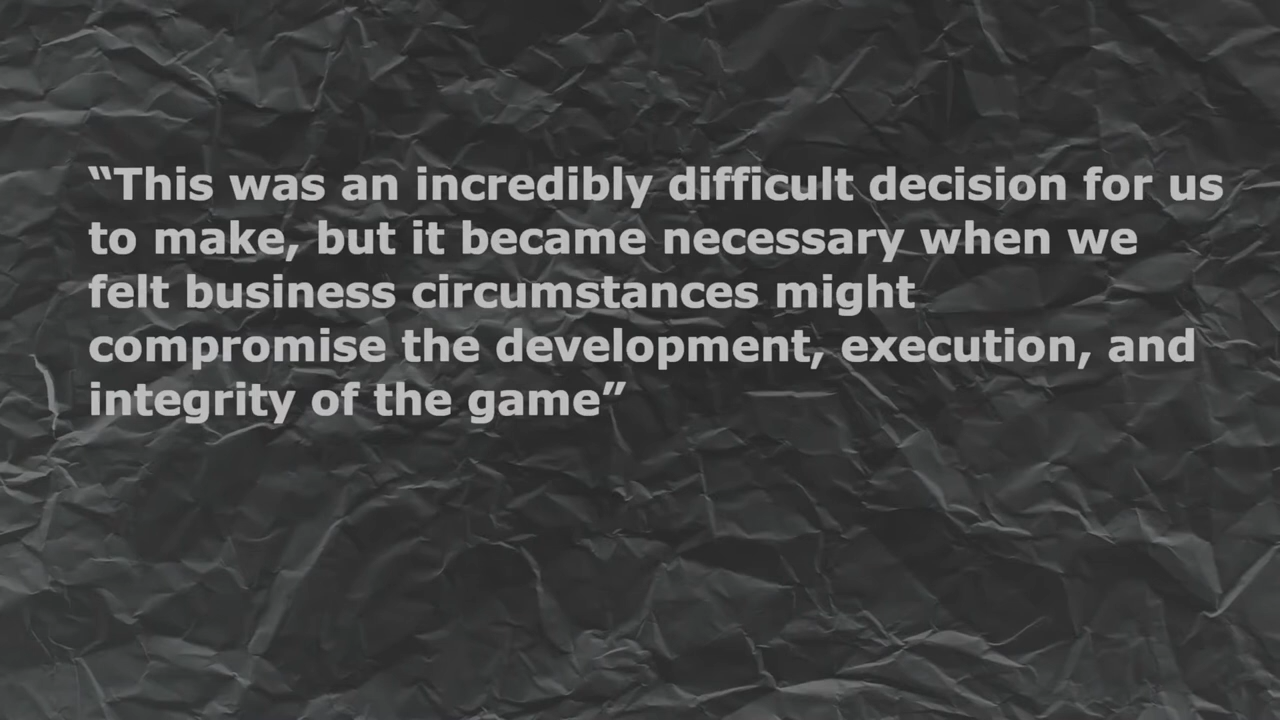 “This was an incredibly difficult decision for us
to make, but it became necessary when we
felt business circumstances might
compromise the development, execution, and
integrity of the game”